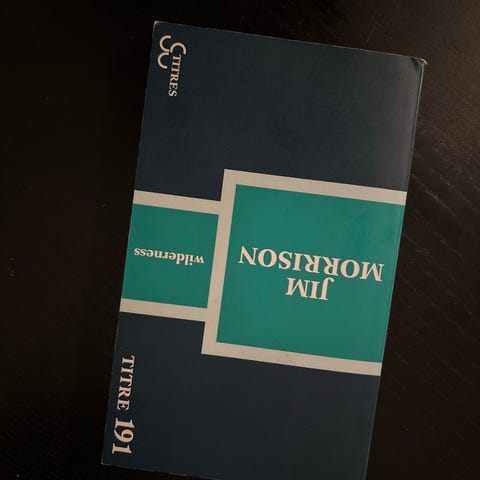 JIM
MORRISON
wilderness
TITRES
TITRE 191